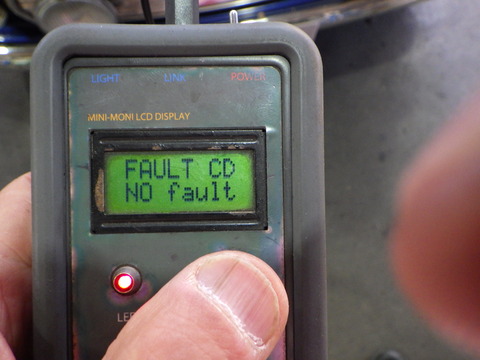 LIGHT LINK POWER
MINI-MONI LCD DISPLAY
FAULT CD
NO fault